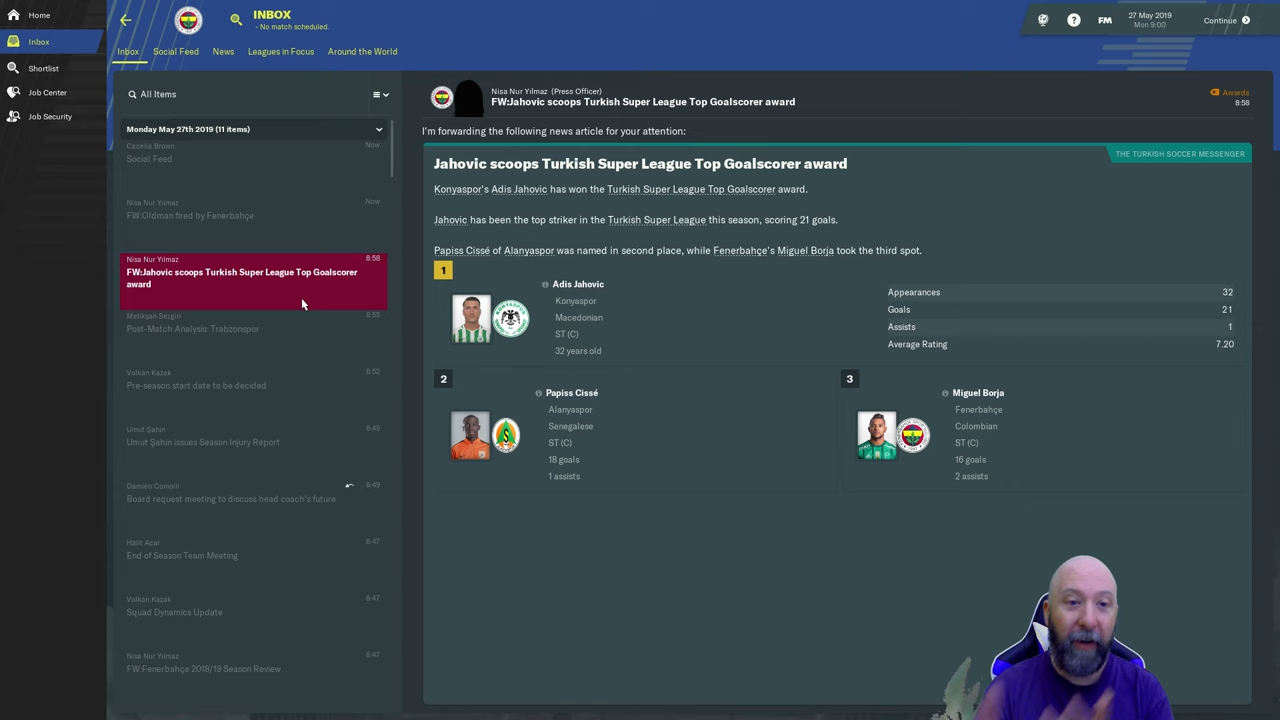 Home
Inbox
Shortlist
Job Center
Job Security
INBOX
- No match scheduled.
FM
27 May 2019
Mon 9:00
Continue
Inbox
Social Feed
News
Leagues in Focus
Around the World
All Items
Monday May 27th 2019 (11 items)
Cecelia Brown
Now
Social Feed
Nisa Nur Yılmaz
Now
FW:Oldman fired by Fenerbahçe
Nisa Nur Yılmaz
8:58
FW:Jahovic scoops Turkish Super League Top Goalscorer
award
Melikşah Sezgin
8:55
Post-Match Analysis: Trabzonspor
Volkan Kazak
8:52
Pre-season start date to be decided
Umut Şahin
8:49
Umut Şahin issues Season Injury Report
Damien Comolli
8:49
Board request meeting to discuss head coach's future
Halit Acar
8:47
End of Season Team Meeting
Volkan Kazak
8:47
Squad Dynamics Update
Nisa Nur Yılmaz
8:47
FW:Fenerbahçe 2018/19 Season Review
Nisa Nur Yılmaz (Press Officer)
FW:Jahovic scoops Turkish Super League Top Goalscorer award
Awards
8:58
I'm forwarding the following news article for your attention:
THE TURKISH SOCCER MESSENGER
Jahovic scoops Turkish Super League Top Goalscorer award
Konyaspor's Adis Jahovic has won the Turkish Super League Top Goalscorer award.
Jahovic has been the top striker in the Turkish Super League this season, scoring 21 goals.
Papiss Cissé of Alanyaspor was named in second place, while Fenerbahçe's Miguel Borja took the third spot.
1
Adis Jahovic
Konyaspor
Macedonian
ST (C)
32 years old
Appearances 32
Goals 21
Assists 1
Average Rating 7.20
2
Papiss Cissé
Alanyaspor
Senegalese
ST (C)
18 goals
1 assists
3
Miguel Borja
Fenerbahçe
Colombian
ST (C)
16 goals
2 assists